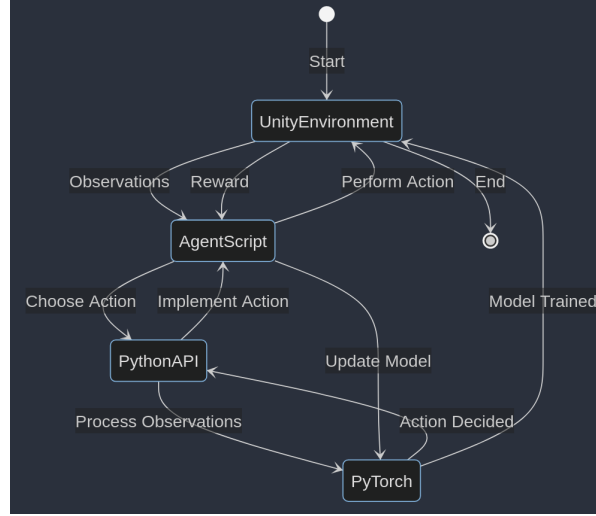 Start
UnityEnvironment
Observations
Reward
Perform Action
End
AgentScript
Choose Action
Implement Action
Model Trained
PythonAPI
Update Model
Process Observations
Action Decided
PyTorch